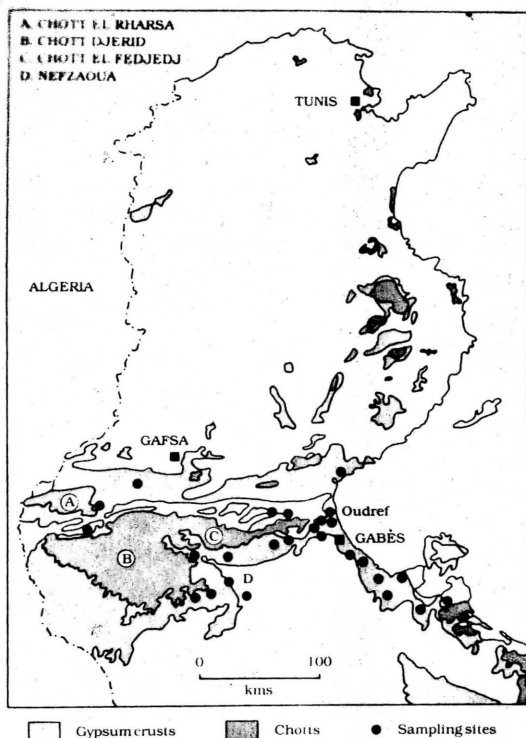 A. CHOTT EL RHARSA
B. CHOTT DJERID
C. CHOTT EL FEDJEDJ
D. NEFZAOUA
TUNIS
ALGERIA
GAFSA
A
Oudref
C
GABÈS
B
D
0 100
kms
Gypsum crusts Chotts Sampling sites